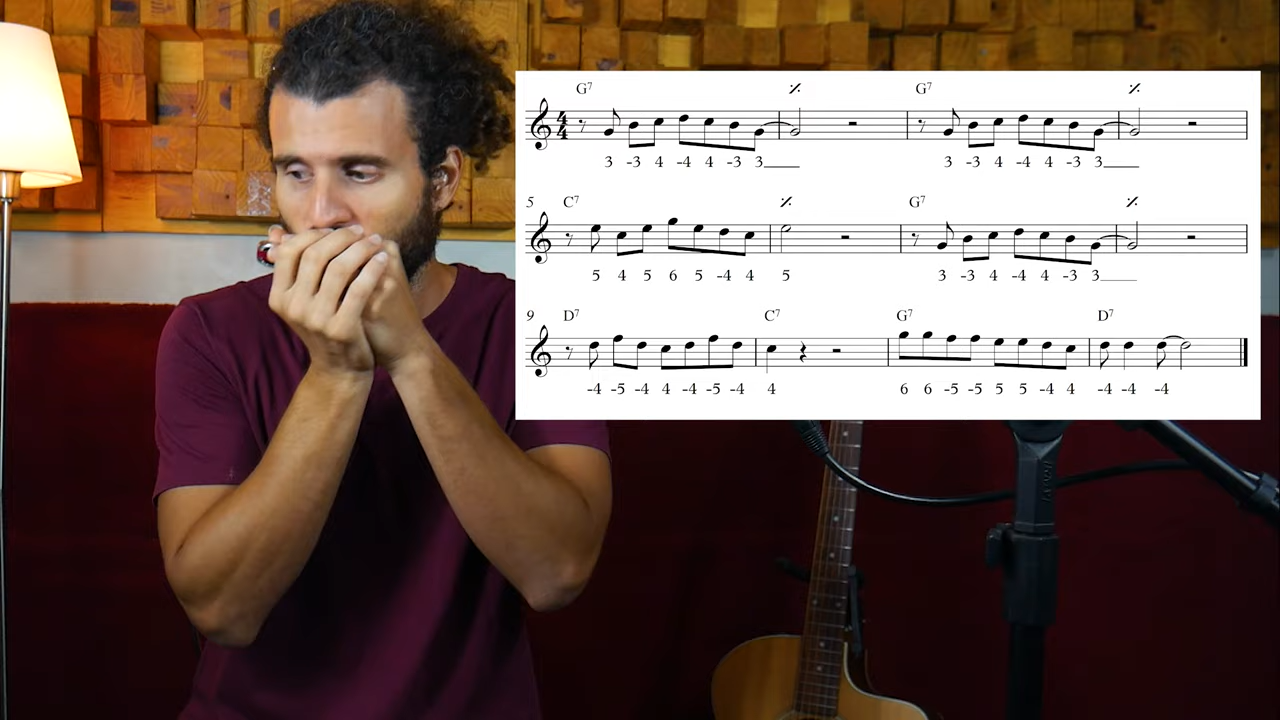 G7 𝄎 G7 𝄎
4 4
3 -3 4 -4 4 -3 3 3 -3 4 -4 4 -3 3
5 C7 𝄎 G7 𝄎
5 4 5 6 5 -4 4 5 3 -3 4 -4 4 -3 3
9 D7 C7 G7 D7
-4 -5 -4 4 -4 -5 -4 4 6 6 -5 -5 5 5 -4 4 -4 -4 -4